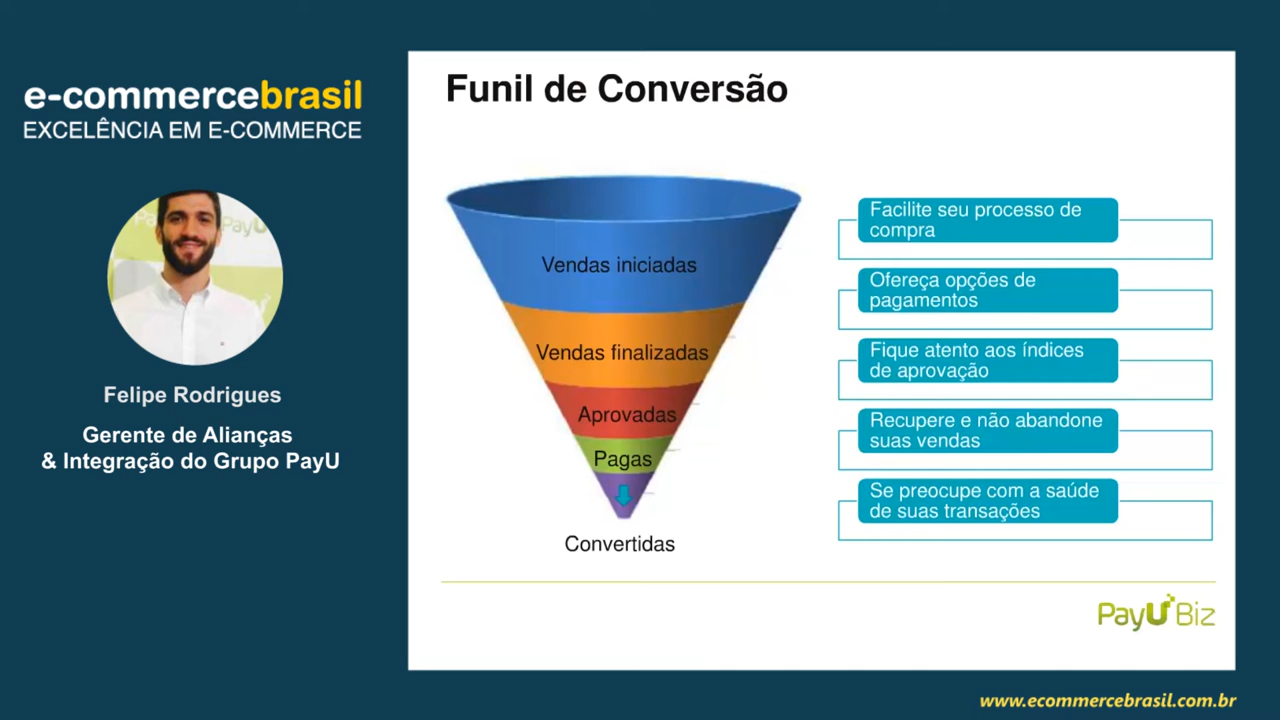 e-commercebrasil
EXCELÊNCIA EM E-COMMERCE
Felipe Rodrigues
Gerente de Alianças
& Integração do Grupo PayU
Funil de Conversão
Vendas iniciadas
Vendas finalizadas
Aprovadas
Pagas
Convertidas
Facilite seu processo de
compra
Ofereça opções de
pagamentos
Fique atento aos índices
de aprovação
Recupere e não abandone
suas vendas
Se preocupe com a saúde
de suas transações
PayU Biz
www.ecommercebrasil.com.br